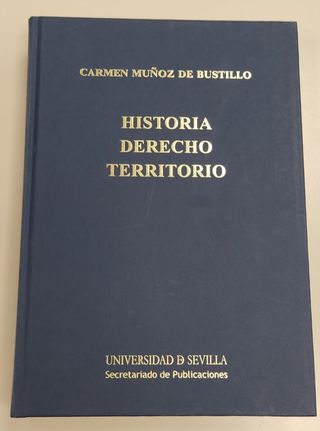 CARMEN MUÑOZ DE BUSTILLO
HISTORIA
DERECHO
TERRITORIO
UNIVERSIDAD D SEVILLA
Secretariado de Publicaciones